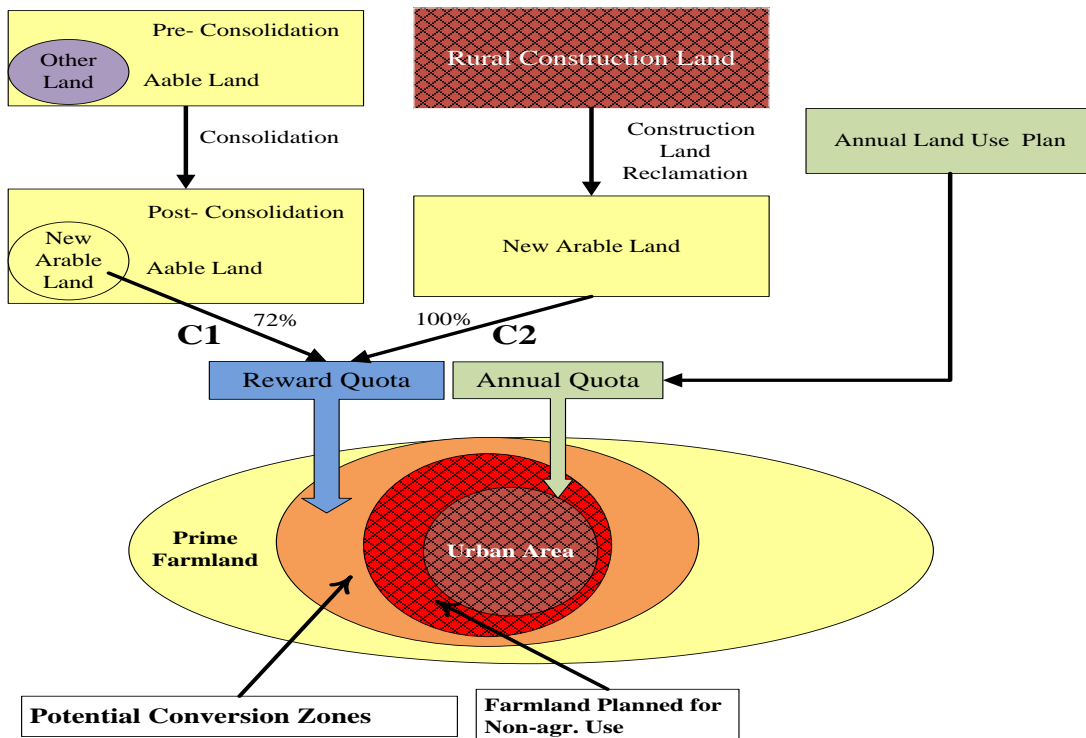 Pre- Consolidation
Other
Land
Aable Land
Consolidation
Rural Construction Land
Construction
Land
Reclamation
Annual Land Use  Plan
Post- Consolidation
New
Arable
Land
Aable Land
New Arable Land
C1
72%
100%
C2
Reward Quota
Annual Quota
Prime
Farmland
Urban Area
Potential Conversion Zones
Farmland Planned for
Non-agr. Use